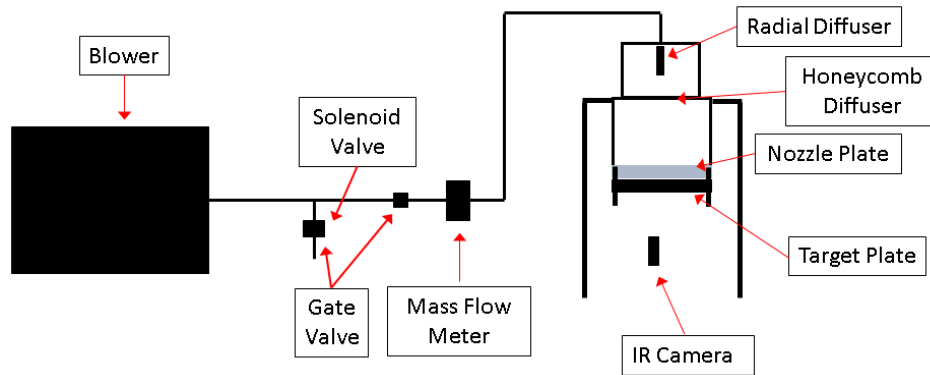 Blower
Solenoid
Valve
Gate
Valve
Mass Flow
Meter
Radial Diffuser
Honeycomb
Diffuser
Nozzle Plate
Target Plate
IR Camera